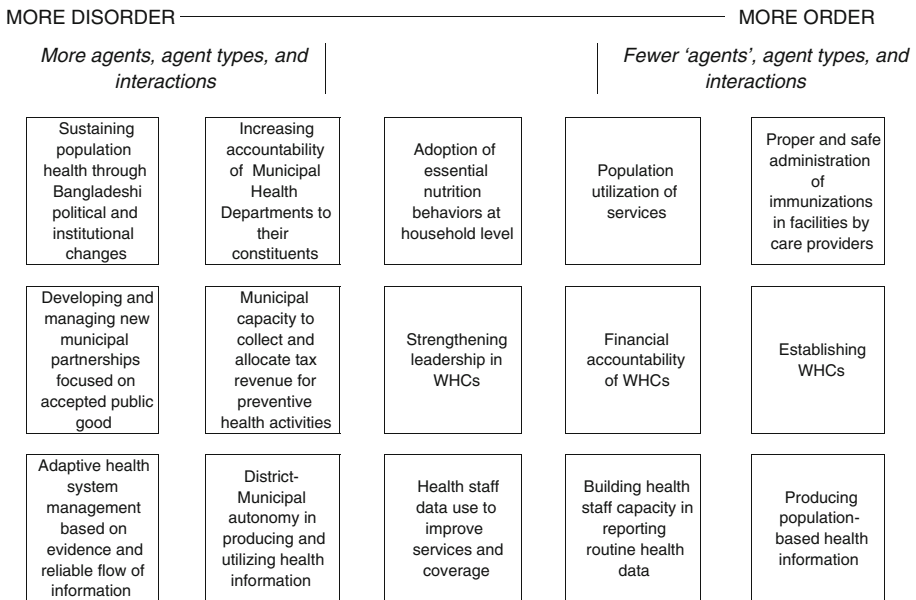 MORE DISORDER
MORE ORDER
More agents, agent types, and
interactions
Fewer ‘agents’, agent types, and
interactions
Sustaining
population
health through
Bangladeshi
political and
institutional
changes
Increasing
accountability
of Municipal
Health
Departments to
their
constituents
Adoption of
essential
nutrition
behaviors at
household level
Population
utilization of
services
Proper and safe
administration
of
immunizations
in facilities by
care providers
Developing and
managing new
municipal
partnerships
focused on
accepted public
good
Municipal
capacity to
collect and
allocate tax
revenue for
preventive
health activities
Strengthening
leadership in
WHCs
Financial
accountability
of WHCs
Establishing
WHCs
Adaptive health
system
management
based on
evidence and
reliable flow of
information
District-
Municipal
autonomy in
producing and
utilizing health
information
Health staff
data use to
improve
services and
coverage
Building health
staff capacity in
reporting
routine health
data
Producing
population-
based health
information